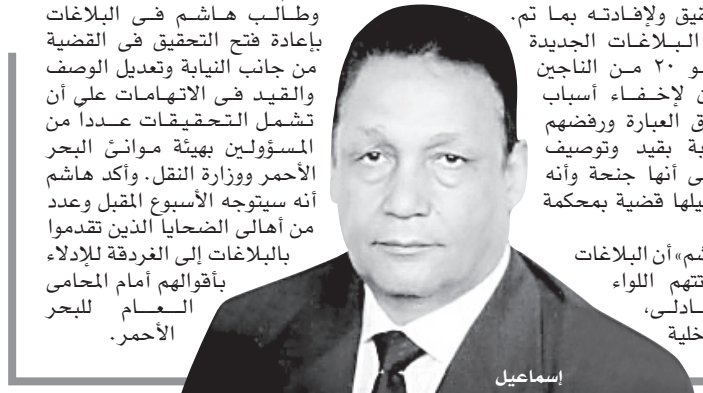 قيق ولإفادته بما تم.
البلاغات الجديدة
و ٢٠ من الناجين
ن لإخفاء أسباب
ق العبارة ورفضهم
بة بقيد وتوصيف
ى أنها جنحة وأنه
يلها قضية بمحكمة
شم» أن البلاغات
تتهم اللواء
ادلى،
خلية
وطالب هاشم فى البلاغات
بإعادة فتح التحقيق فى القضية
من جانب النيابة وتعديل الوصف
والقيد فى الاتهامات على أن
تشمل التحقيقات عدداً من
المسؤولين بهيئة موانئ البحر
الأحمر ووزارة النقل. وأكد هاشم
أنه سيتوجه الأسبوع المقبل وعدد
من أهالى الضحايا الذين تقدموا
بالبلاغات إلى الغردقة للإدلاء
بأقوالهم أمام المحامى
العام للبحر
الأحمر.
إسماعيل